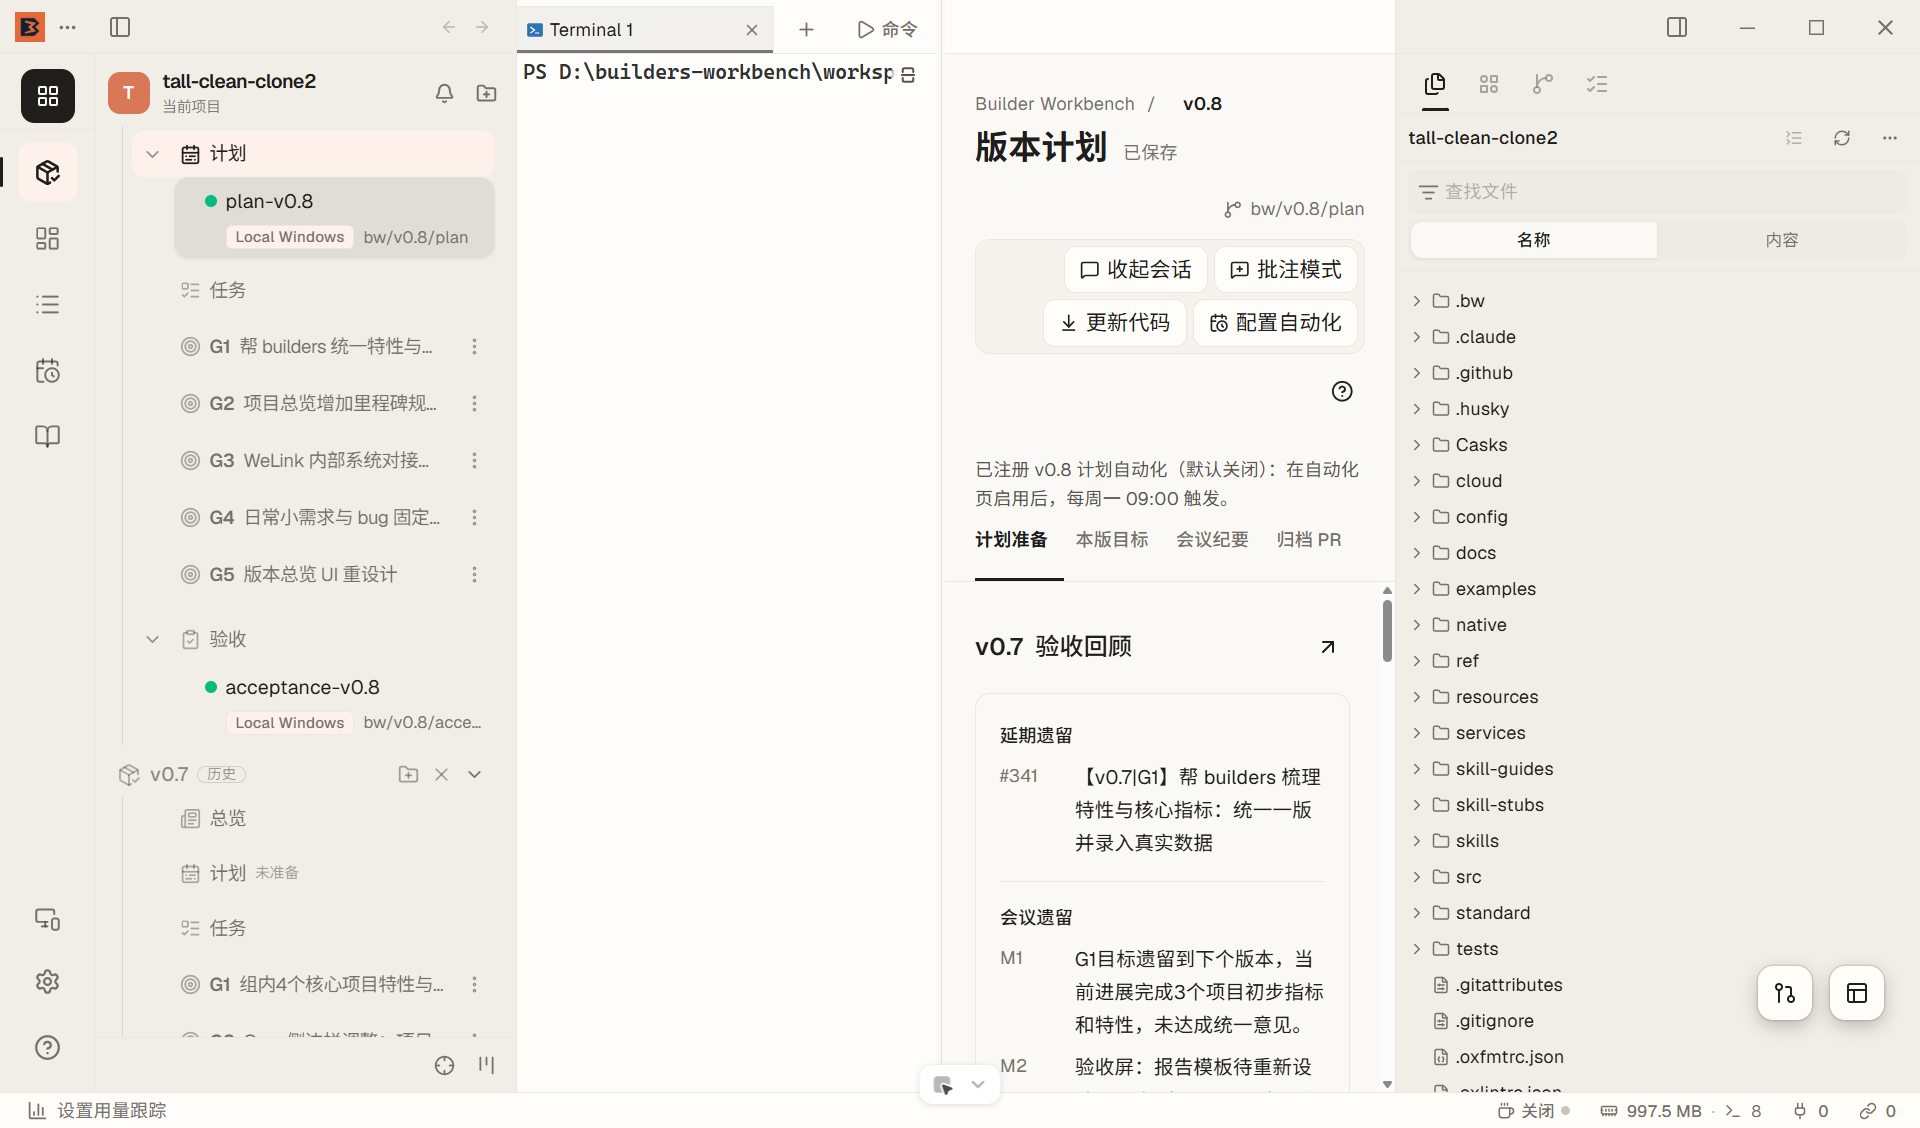 tall-clean-clone2
当前项目
T
计划
plan-v0.8
Local Windows bw/v0.8/plan
任务
G1 帮 builders 统一特性与...
G2 项目总览增加里程碑规...
G3 WeLink 内部系统对接...
G4 日常小需求与 bug 固定...
G5 版本总览 UI 重设计
验收
acceptance-v0.8
Local Windows bw/v0.8/acce...
v0.7 历史
总览
计划 未准备
任务
G1 组内4个核心项目特性与...
设置用量跟踪
Terminal 1
命令
PS D:\builders-workbench\worksp
Builder Workbench / v0.8
版本计划 已保存
bw/v0.8/plan
收起会话 批注模式
更新代码 配置自动化
已注册 v0.8 计划自动化（默认关闭）：在自动化
页启用后，每周一 09:00 触发。
计划准备 本版目标 会议纪要 归档 PR
v0.7 验收回顾
延期遗留
#341 【v0.7|G1】帮 builders 梳理
特性与核心指标：统一一版
并录入真实数据
会议遗留
M1 G1目标遗留到下个版本，当
前进展完成3个项目初步指标
和特性，未达成统一意见。
M2 验收屏：报告模板待重新设
tall-clean-clone2
查找文件
名称 内容
.bw
.claude
.github
.husky
Casks
cloud
config
docs
examples
native
ref
resources
services
skill-guides
skill-stubs
skills
src
standard
tests
.gitattributes
.gitignore
.oxfmtrc.json
.oxlintrc.json
关闭 997.5 MB · 8 0 0